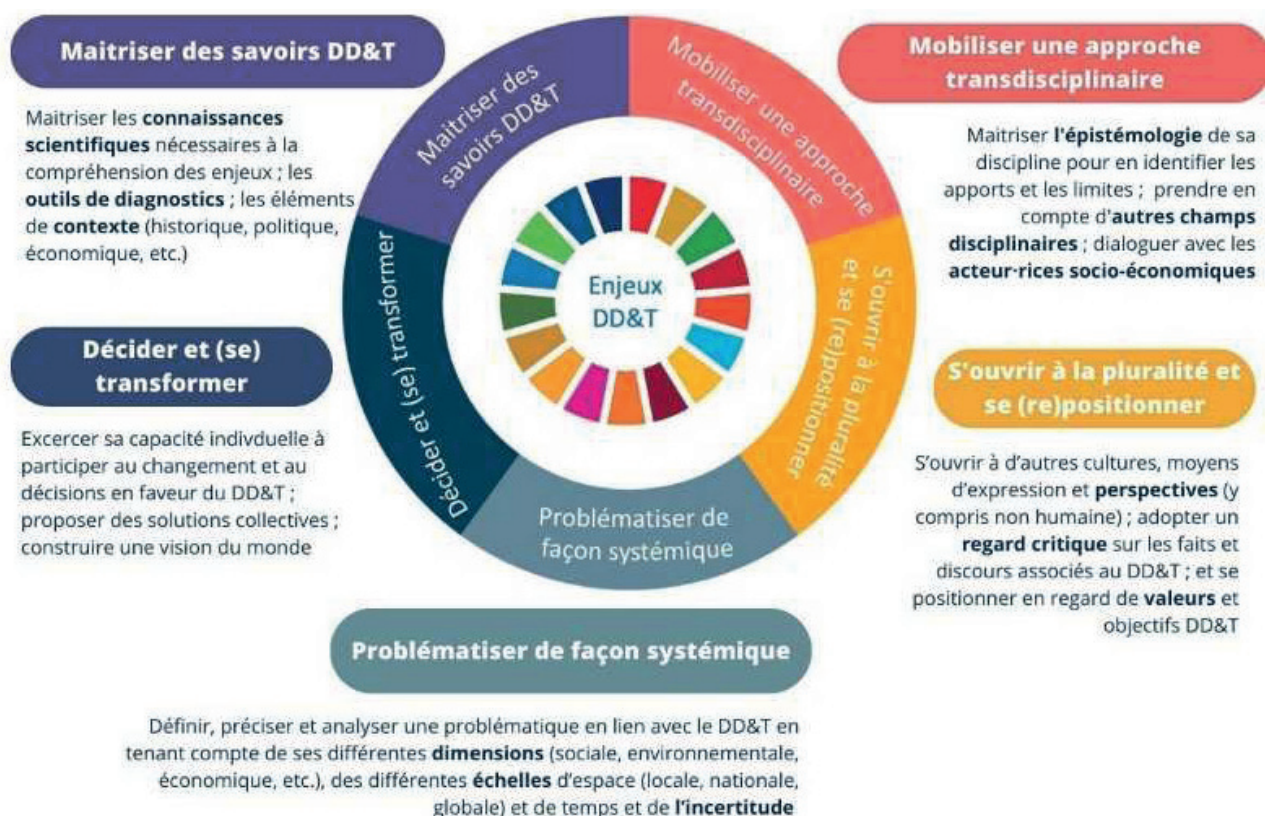 Maitriser des savoirs DD&T
Maitriser les connaissances
scientifiques nécessaires à la
compréhension des enjeux ; les
outils de diagnostics ; les éléments
de contexte (historique, politique,
économique, etc.)
Décider et (se)
transformer
Excercer sa capacité indivduelle à
participer au changement et au
décisions en faveur du DD&T ;
proposer des solutions collectives ;
construire une vision du monde
Maitriser des
savoirs DD&T
Mobiliser une approche
transdisciplinaire
S'ouvrir à la pluralité
et se (re)positionner
Problématiser de
façon systémique
Décider et (se) transformer
Enjeux
DD&T
Mobiliser une approche
transdisciplinaire
Maitriser l'épistémologie de sa
discipline pour en identifier les
apports et les limites ; prendre en
compte d'autres champs
disciplinaires ; dialoguer avec les
acteur·rices socio-économiques
S'ouvrir à la pluralité et
se (re)positionner
S'ouvrir à d'autres cultures, moyens
d'expression et perspectives (y
compris non humaine) ; adopter un
regard critique sur les faits et
discours associés au DD&T ; et se
positionner en regard de valeurs et
objectifs DD&T
Problématiser de façon systémique
Définir, préciser et analyser une problématique en lien avec le DD&T en
tenant compte de ses différentes dimensions (sociale, environnementale,
économique, etc.), des différentes échelles d'espace (locale, nationale,
globale) et de temps et de l'incertitude